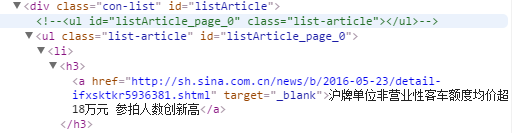 ▼<div class="con-list" id="listArticle">
<!--<ul id="listArticle_page_0" class="list-article"></ul>-->
▼<ul class="list-article" id="listArticle_page_0">
▼<li>
▼<h3>
<a href="http://sh.sina.com.cn/news/b/2016-05-23/detail-
ifxsktkr5936381.shtml" target="_blank">沪牌单位非营业性客车额度均价超
18万元 参拍人数创新高</a>
</h3>